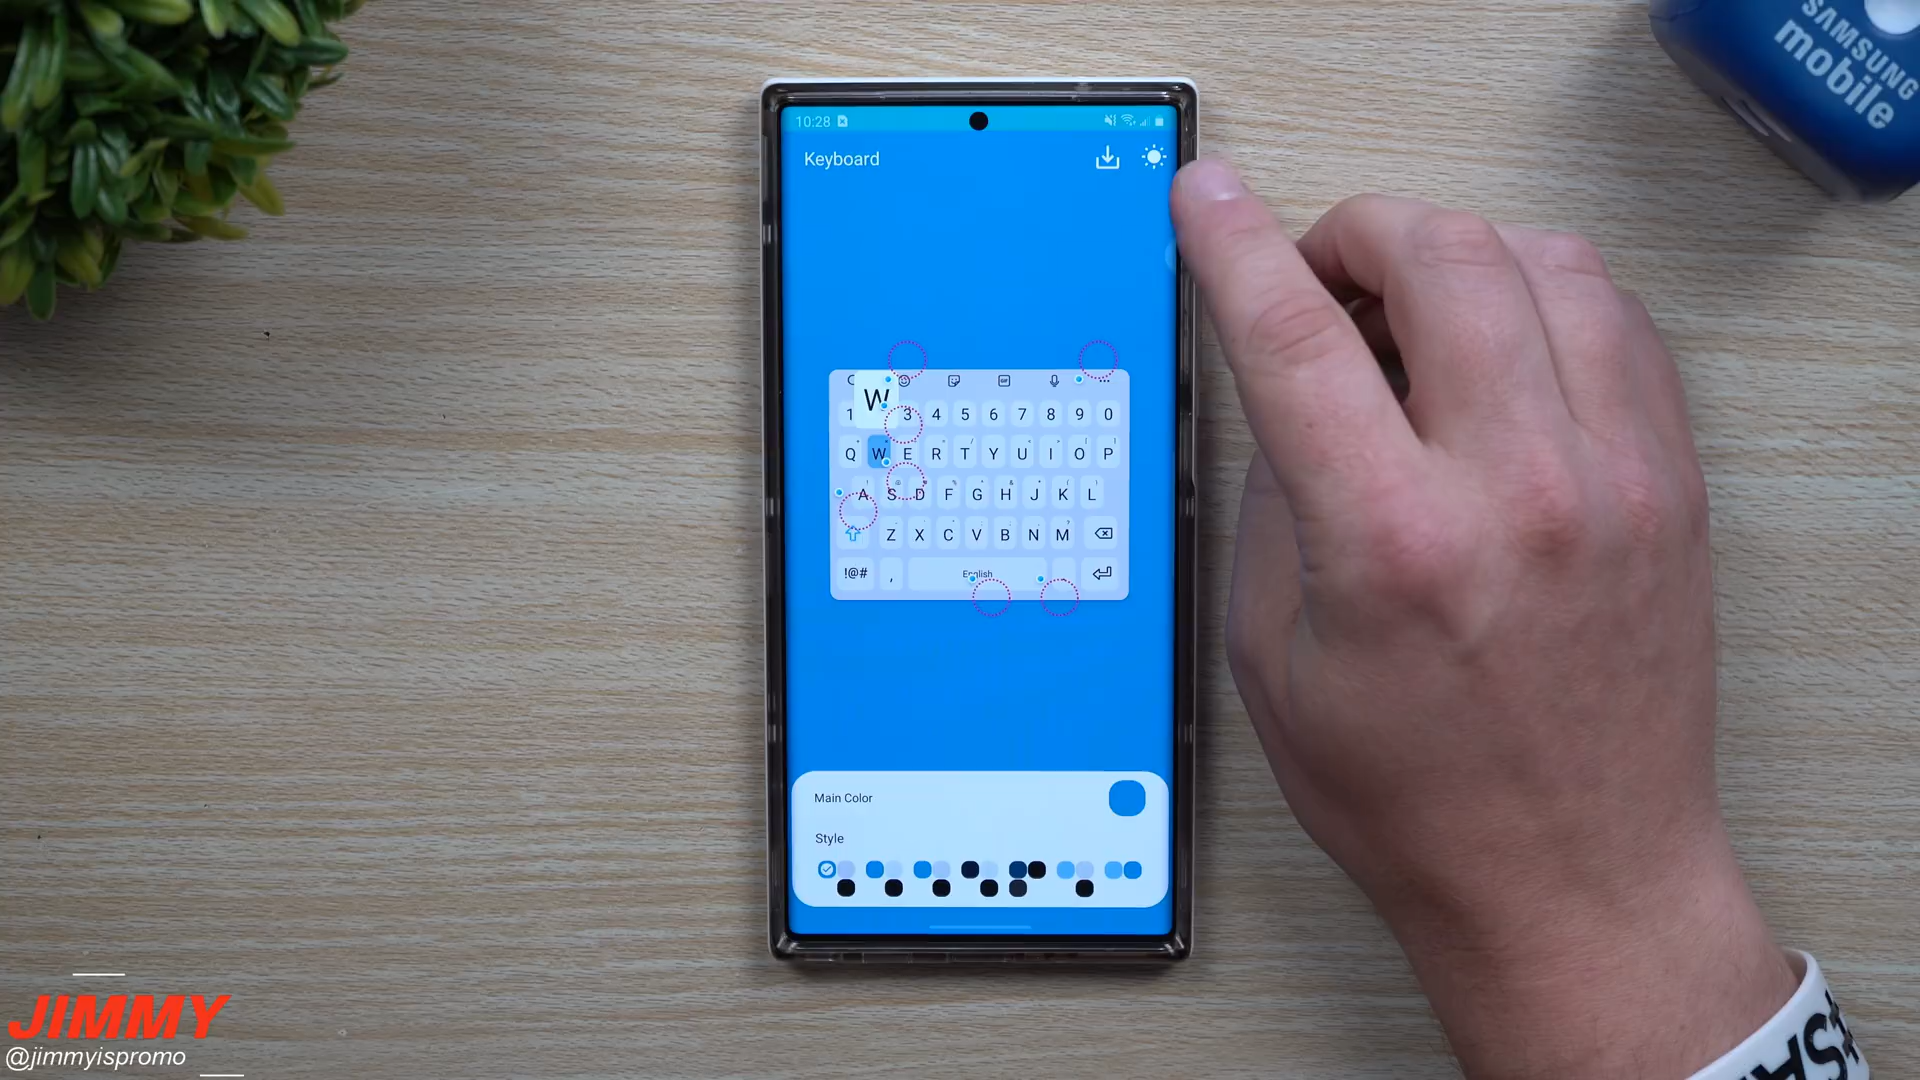 SAMSUNG
mobile
10:28
Keyboard
W
1 3 4 5 6 7 8 9 0
Q W E R T Y U I O P
A S D F G H J K L
Z X C V B N M
!@# , English .
Main Color
Style
JIMMY
@jimmyispromo